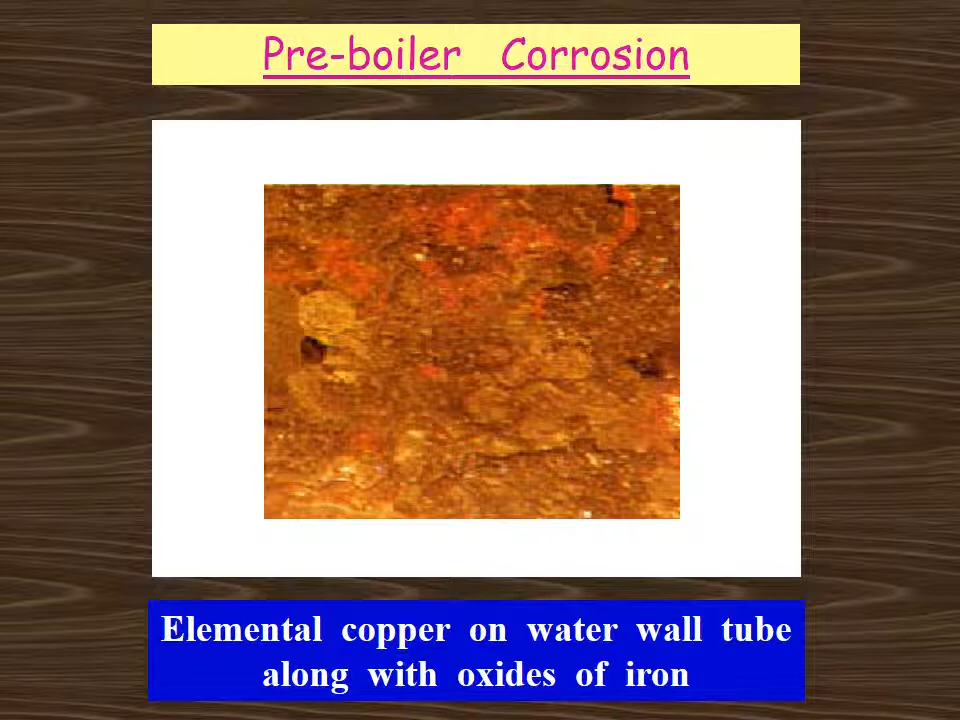 Pre-boiler Corrosion
Elemental copper on water wall tube
along with oxides of iron